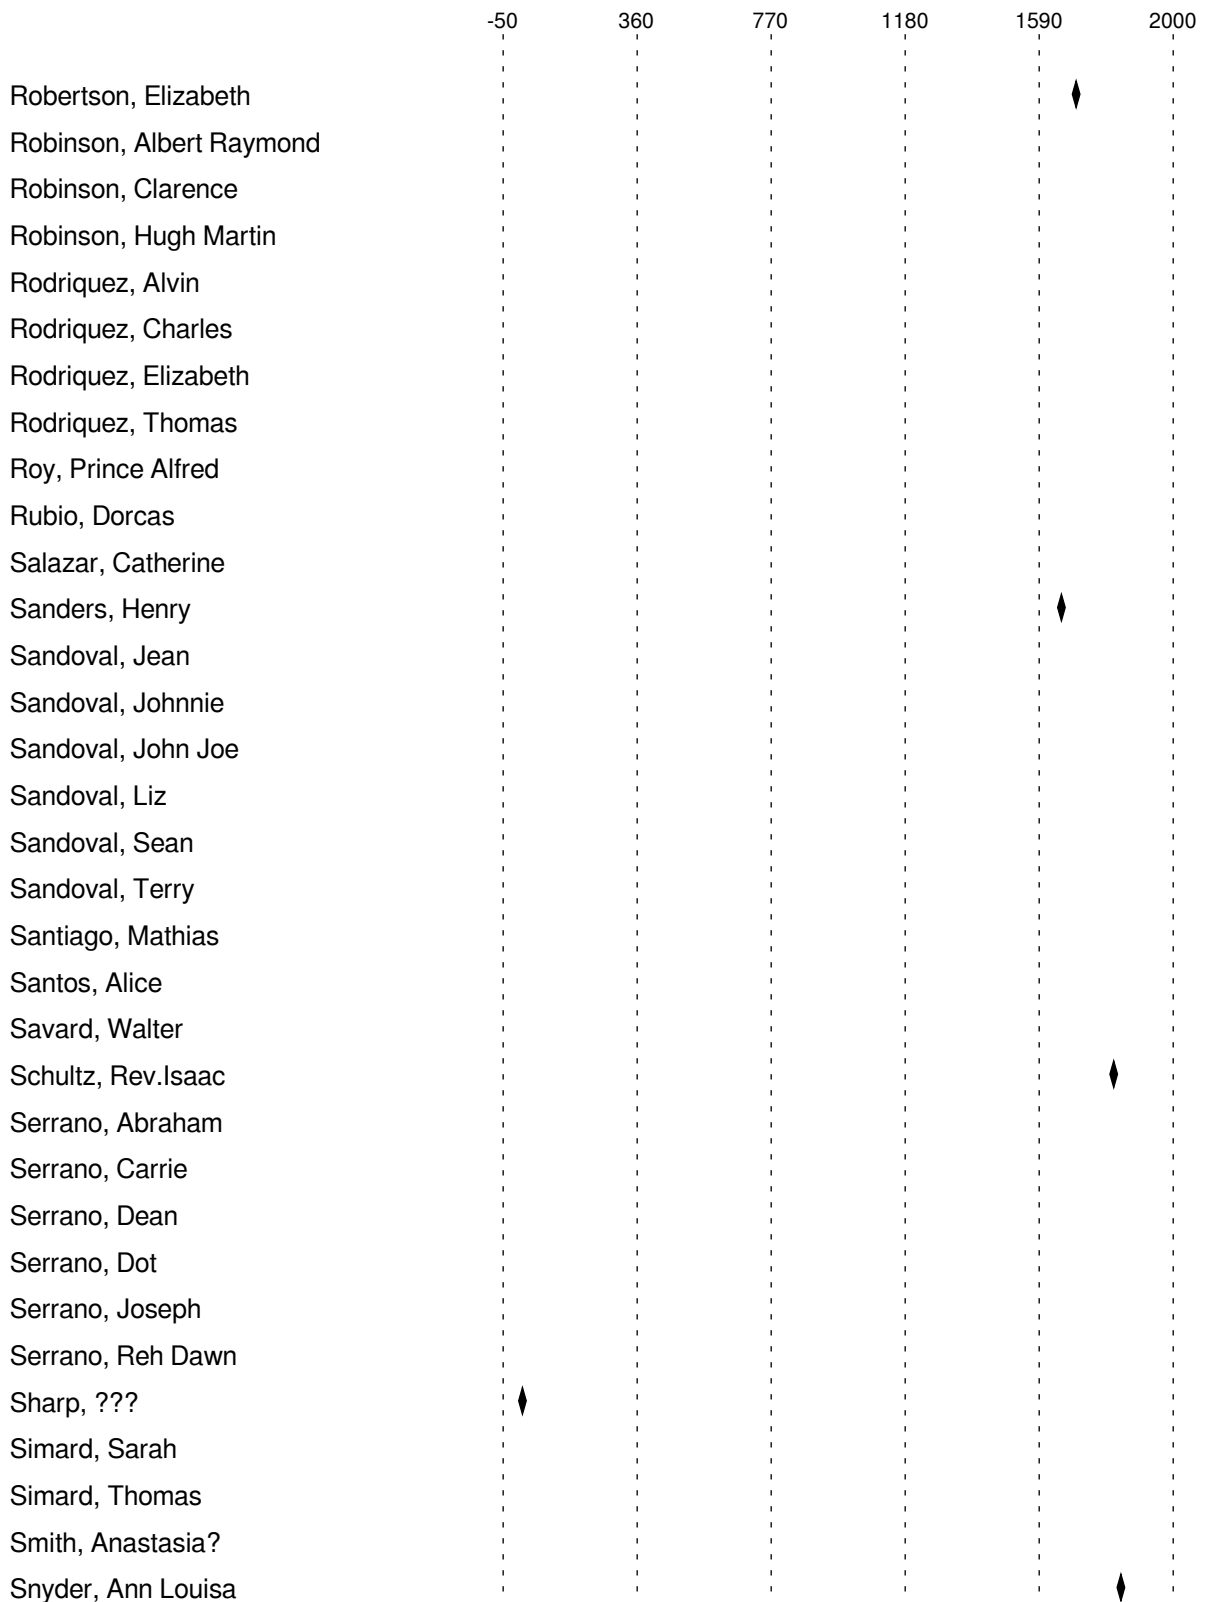 -50 360 770 1180 1590 2000
Robertson, Elizabeth
Robinson, Albert Raymond
Robinson, Clarence
Robinson, Hugh Martin
Rodriquez, Alvin
Rodriquez, Charles
Rodriquez, Elizabeth
Rodriquez, Thomas
Roy, Prince Alfred
Rubio, Dorcas
Salazar, Catherine
Sanders, Henry
Sandoval, Jean
Sandoval, Johnnie
Sandoval, John Joe
Sandoval, Liz
Sandoval, Sean
Sandoval, Terry
Santiago, Mathias
Santos, Alice
Savard, Walter
Schultz, Rev.Isaac
Serrano, Abraham
Serrano, Carrie
Serrano, Dean
Serrano, Dot
Serrano, Joseph
Serrano, Reh Dawn
Sharp, ???
Simard, Sarah
Simard, Thomas
Smith, Anastasia?
Snyder, Ann Louisa